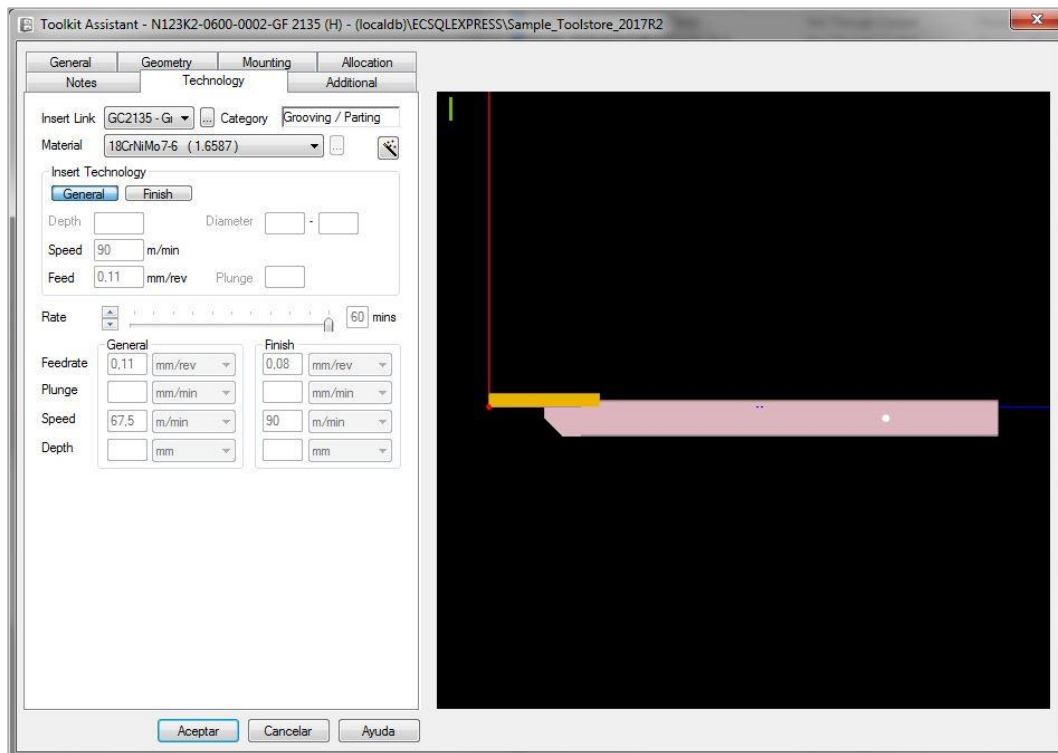 Toolkit Assistant - N123K2-0600-0002-GF 2135 (H) - (localdb)\ECSQLEXPRESS\Sample_Toolstore_2017R2
General Geometry Mounting Allocation
Notes Technology Additional
Insert Link GC2135 - Gr ... Category Grooving / Parting
Material 18CrNiMo7-6 ( 1.6587 ) ...
Insert Technology
General Finish
Depth Diameter -
Speed 90 m/min
Feed 0,11 mm/rev Plunge
Rate 60 mins
General Finish
Feedrate 0,11 mm/rev 0,08 mm/rev
Plunge mm/min mm/min
Speed 67,5 m/min 90 m/min
Depth mm mm
Aceptar Cancelar Ayuda